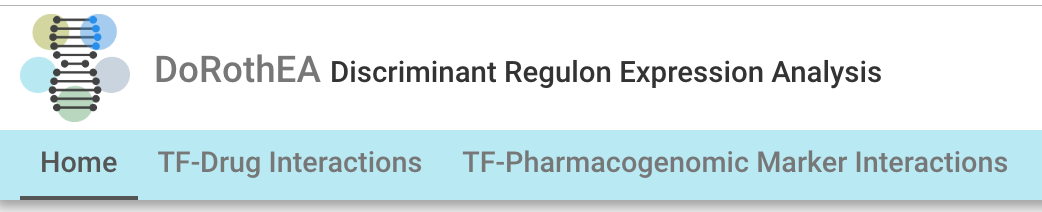 DoRothEA Discriminant Regulon Expression Analysis
Home TF-Drug Interactions TF-Pharmacogenomic Marker Interactions